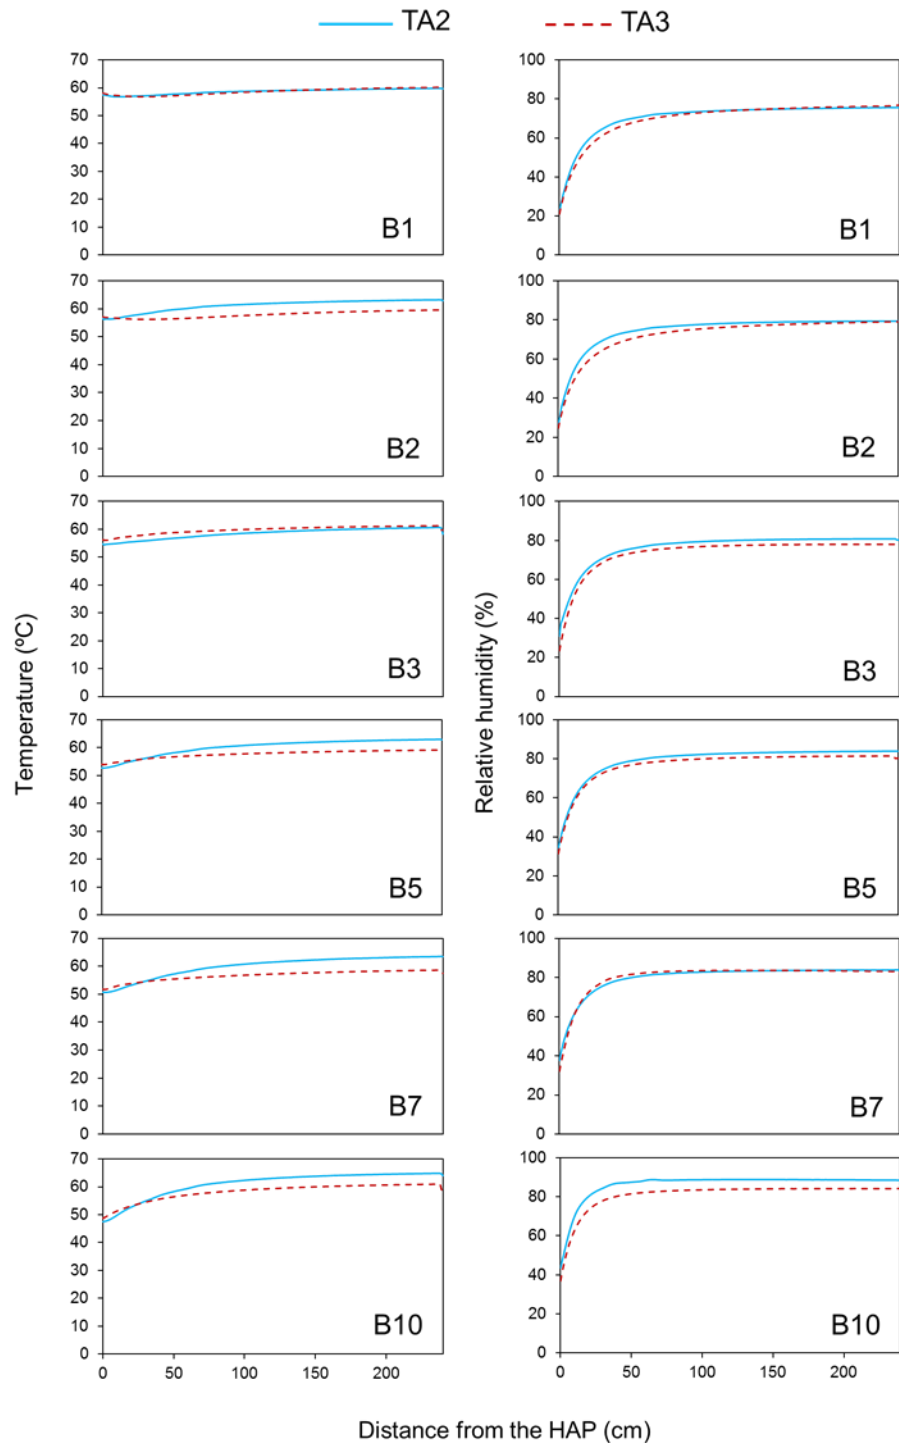 TA2 TA3
70 60 50 40 30 20 10 0 B1
100 80 60 40 20 0 B1
70 60 50 40 30 20 10 0 B2
100 80 60 40 20 0 B2
70 60 50 40 30 20 10 0 B3
100 80 60 40 20 0 B3
Temperature (ºC)
Relative humidity (%)
70 60 50 40 30 20 10 0 B5
100 80 60 40 20 0 B5
70 60 50 40 30 20 10 0 B7
100 80 60 40 20 0 B7
70 60 50 40 30 20 10 0 B10
100 80 60 40 20 0 B10
0 50 100 150 200
0 50 100 150 200
Distance from the HAP (cm)